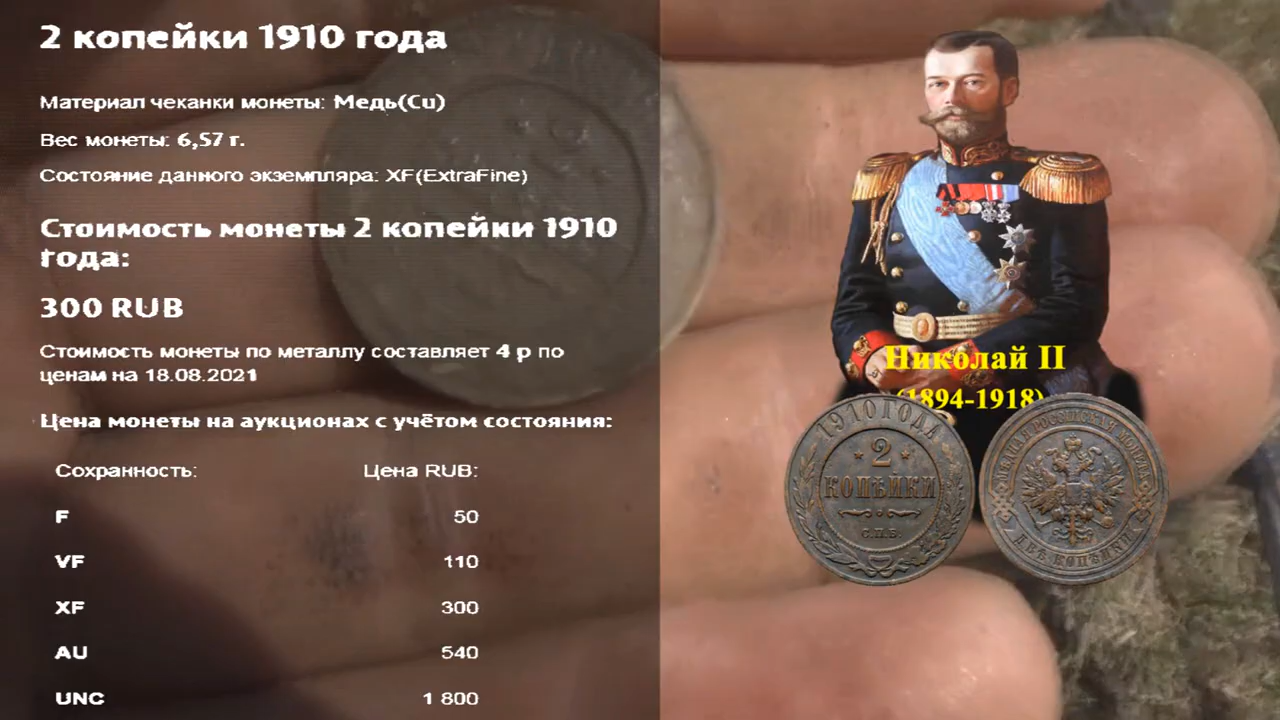 2 копейки 1910 года
Материал чеканки монеты: Медь(Cu)
Вес монеты: 6,57 г.
Состояние данного экземпляра: XF(ExtraFine)
Стоимость монеты 2 копейки 1910
года:
300 RUB
Стоимость монеты по металлу составляет 4 р по
ценам на 18.08.2021
Цена монеты на аукционах с учётом состояния:
Сохранность: Цена RUB:
F 50
VF 110
XF 300
AU 540
UNC 1 800
Николай II
(1894-1918)
1910 ГОДА
2
КОПѢЙКИ
С.П.Б.
МѢДНАЯ РОССІЙСКАЯ МОНЕТА
ДВѢ КОПѢЙКИ